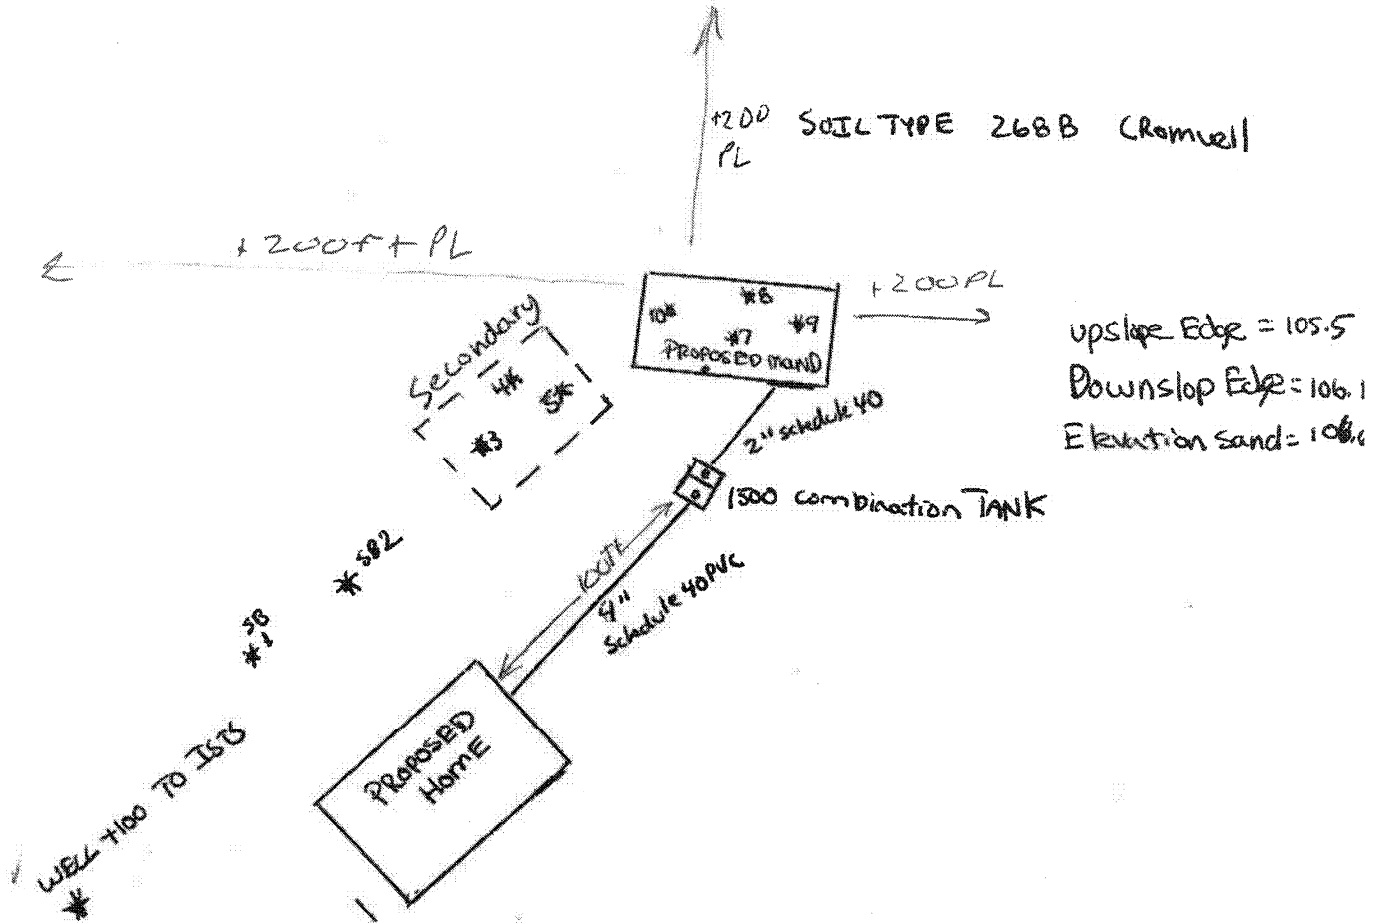 +200
PL
SOIL TYPE 268B CRomwell
+200ft PL
+200PL
*8
10*
*9
*7
PROPOSED MOUND
upslope Edge = 105.5
Downslop Edge = 106.1
Elevation Sand =
Secondary
4*
5*
*3
2" schedule 40
1500 combination TANK
100Ft
4"
Schedule 40 PVC
* SB2
SB
* 1
PROPOSED
HOME
WELL +100 TO ISTS
*